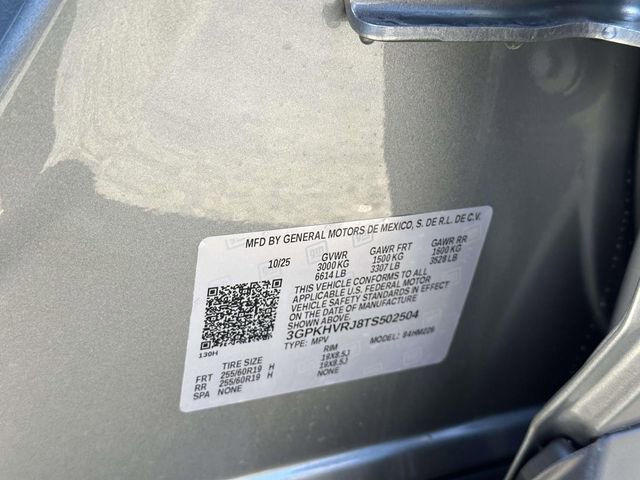 MFD BY GENERAL MOTORS DE MEXICO, S. DE R.L. DE C.V.
10/25 GVWR GAWR FRT GAWR RR
3000 KG 1500 KG 1600 KG
6614 LB 3307 LB 3528 LB
THIS VEHICLE CONFORMS TO ALL
APPLICABLE U.S. FEDERAL MOTOR
VEHICLE SAFETY STANDARDS IN EFFECT
ON THE DATE OF MANUFACTURE
SHOWN ABOVE.
3GPKHVRJ8TS502504
TYPE: MPV MODEL: 84HM226
139H
TIRE SIZE RIM
FRT 255/60R19 H 19X8.5J
RR 255/60R19 H 19X8.5J
SPA NONE NONE